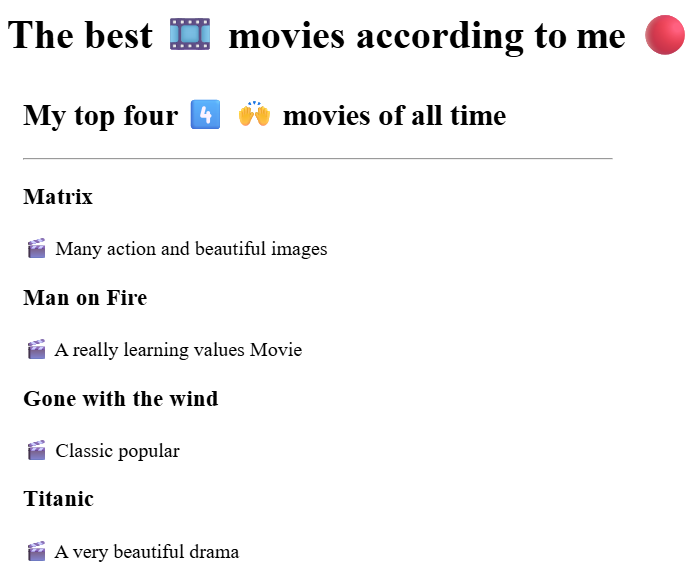 The best 🎞️ movies according to me 🔴
My top four 4️⃣ 🙌 movies of all time
Matrix
🎬 Many action and beautiful images
Man on Fire
🎬 A really learning values Movie
Gone with the wind
🎬 Classic popular
Titanic
🎬 A very beautiful drama